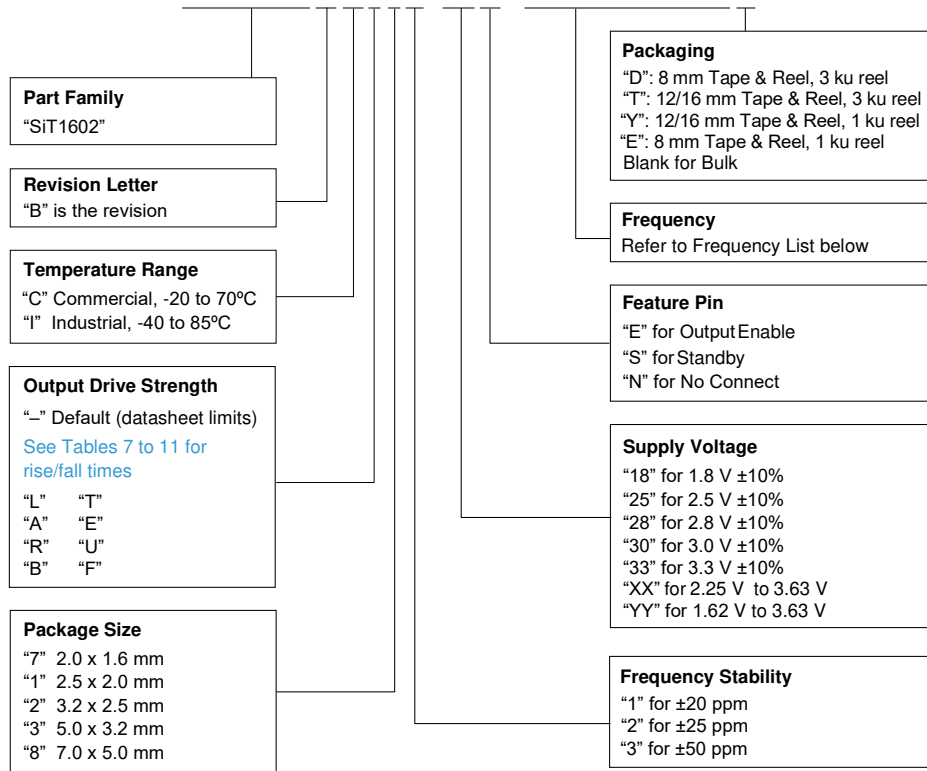 Part Family
“SiT1602”
Revision Letter
“B” is the revision
Temperature Range
“C” Commercial, -20 to 70ºC
“I” Industrial, -40 to 85ºC
Output Drive Strength
“–” Default (datasheet limits)
See Tables 7 to 11 for
rise/fall times
“L” “T”
“A” “E”
“R” “U”
“B” “F”
Package Size
“7” 2.0 x 1.6 mm
“1” 2.5 x 2.0 mm
“2” 3.2 x 2.5 mm
“3” 5.0 x 3.2 mm
“8” 7.0 x 5.0 mm
Packaging
“D”: 8 mm Tape & Reel, 3 ku reel
“T”: 12/16 mm Tape & Reel, 3 ku reel
“Y”: 12/16 mm Tape & Reel, 1 ku reel
“E”: 8 mm Tape & Reel, 1 ku reel
Blank for Bulk
Frequency
Refer to Frequency List below
Feature Pin
“E” for Output Enable
“S” for Standby
“N” for No Connect
Supply Voltage
“18” for 1.8 V ±10%
“25” for 2.5 V ±10%
“28” for 2.8 V ±10%
“30” for 3.0 V ±10%
“33” for 3.3 V ±10%
“XX” for 2.25 V to 3.63 V
“YY” for 1.62 V to 3.63 V
Frequency Stability
“1” for ±20 ppm
“2” for ±25 ppm
“3” for ±50 ppm